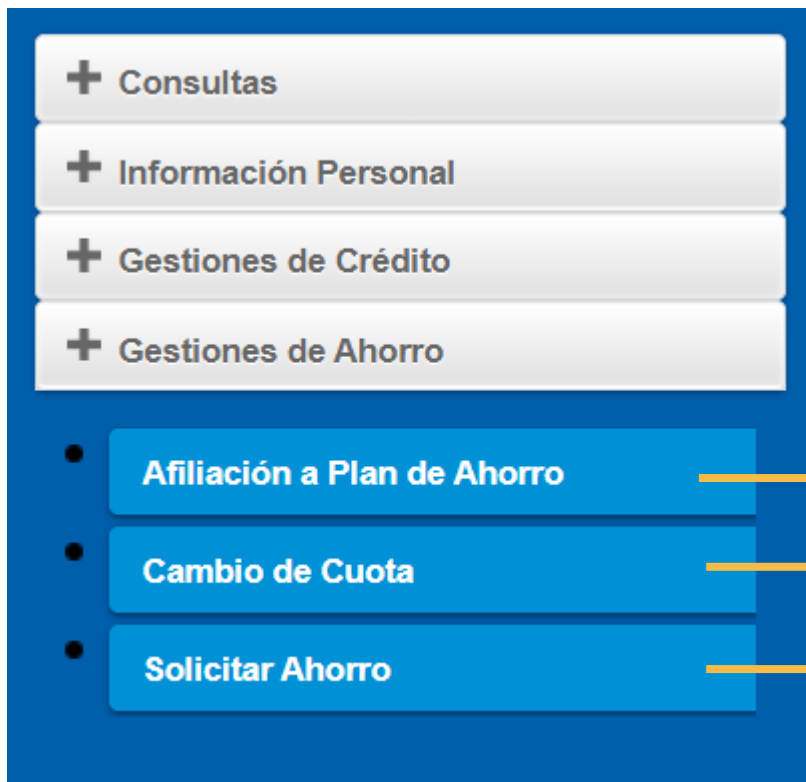 Consultas
Información Personal
Gestiones de Crédito
Gestiones de Ahorro
Afiliación a Plan de Ahorro
Cambio de Cuota
Solicitar Ahorro